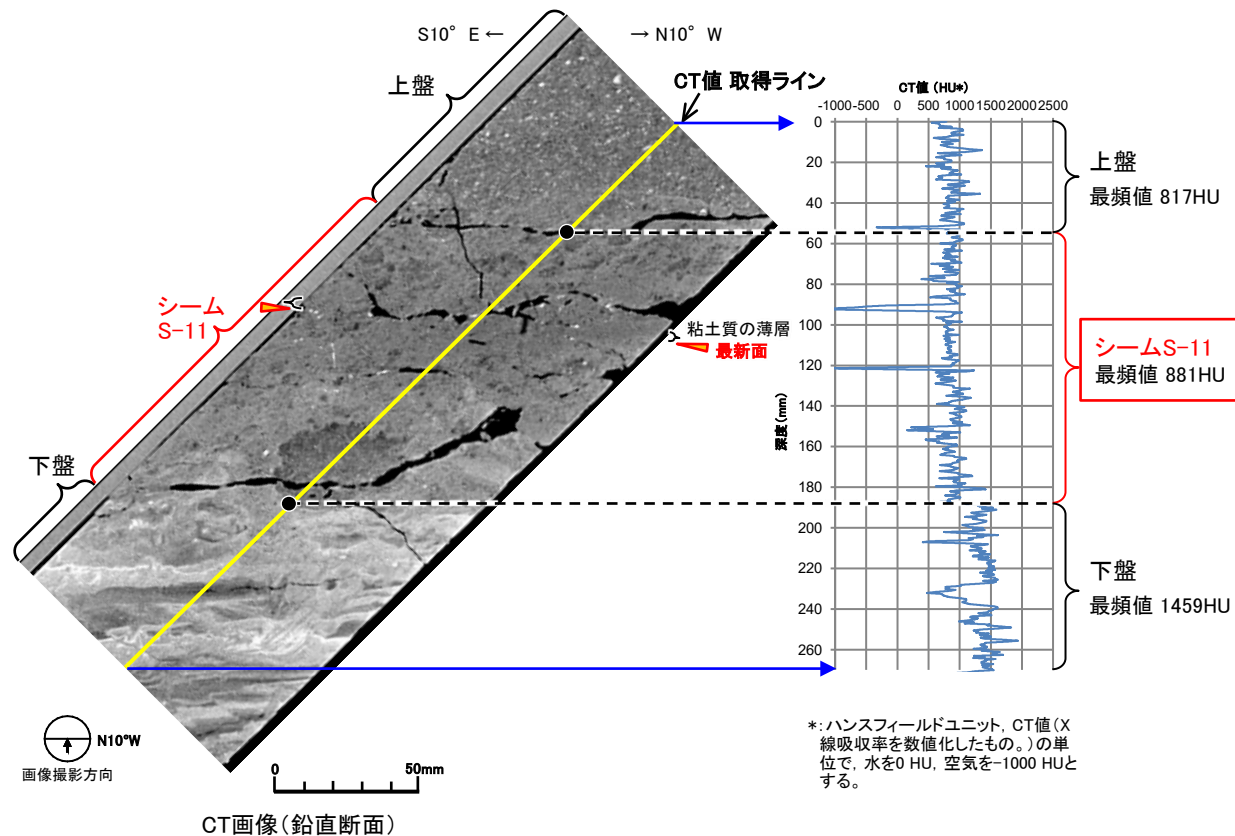 S10° E ←
→ N10° W
CT値 取得ライン
上盤
シーム
S-11
下盤
粘土質の薄層
最新面
N10°W
画像撮影方向
0 50mm
CT画像(鉛直断面)
CT値 (HU*)
-1000 -500 0 500 1000 1500 2000 2500
0
20
40
60
80
100
120
140
160
180
200
220
240
260
深度(mm)
上盤
最頻値 817HU
シームS-11
最頻値 881HU
下盤
最頻値 1459HU
*:ハンスフィールドユニット, CT値(X
線吸収率を数値化したもの。)の単
位で, 水を0 HU, 空気を-1000 HUと
する。